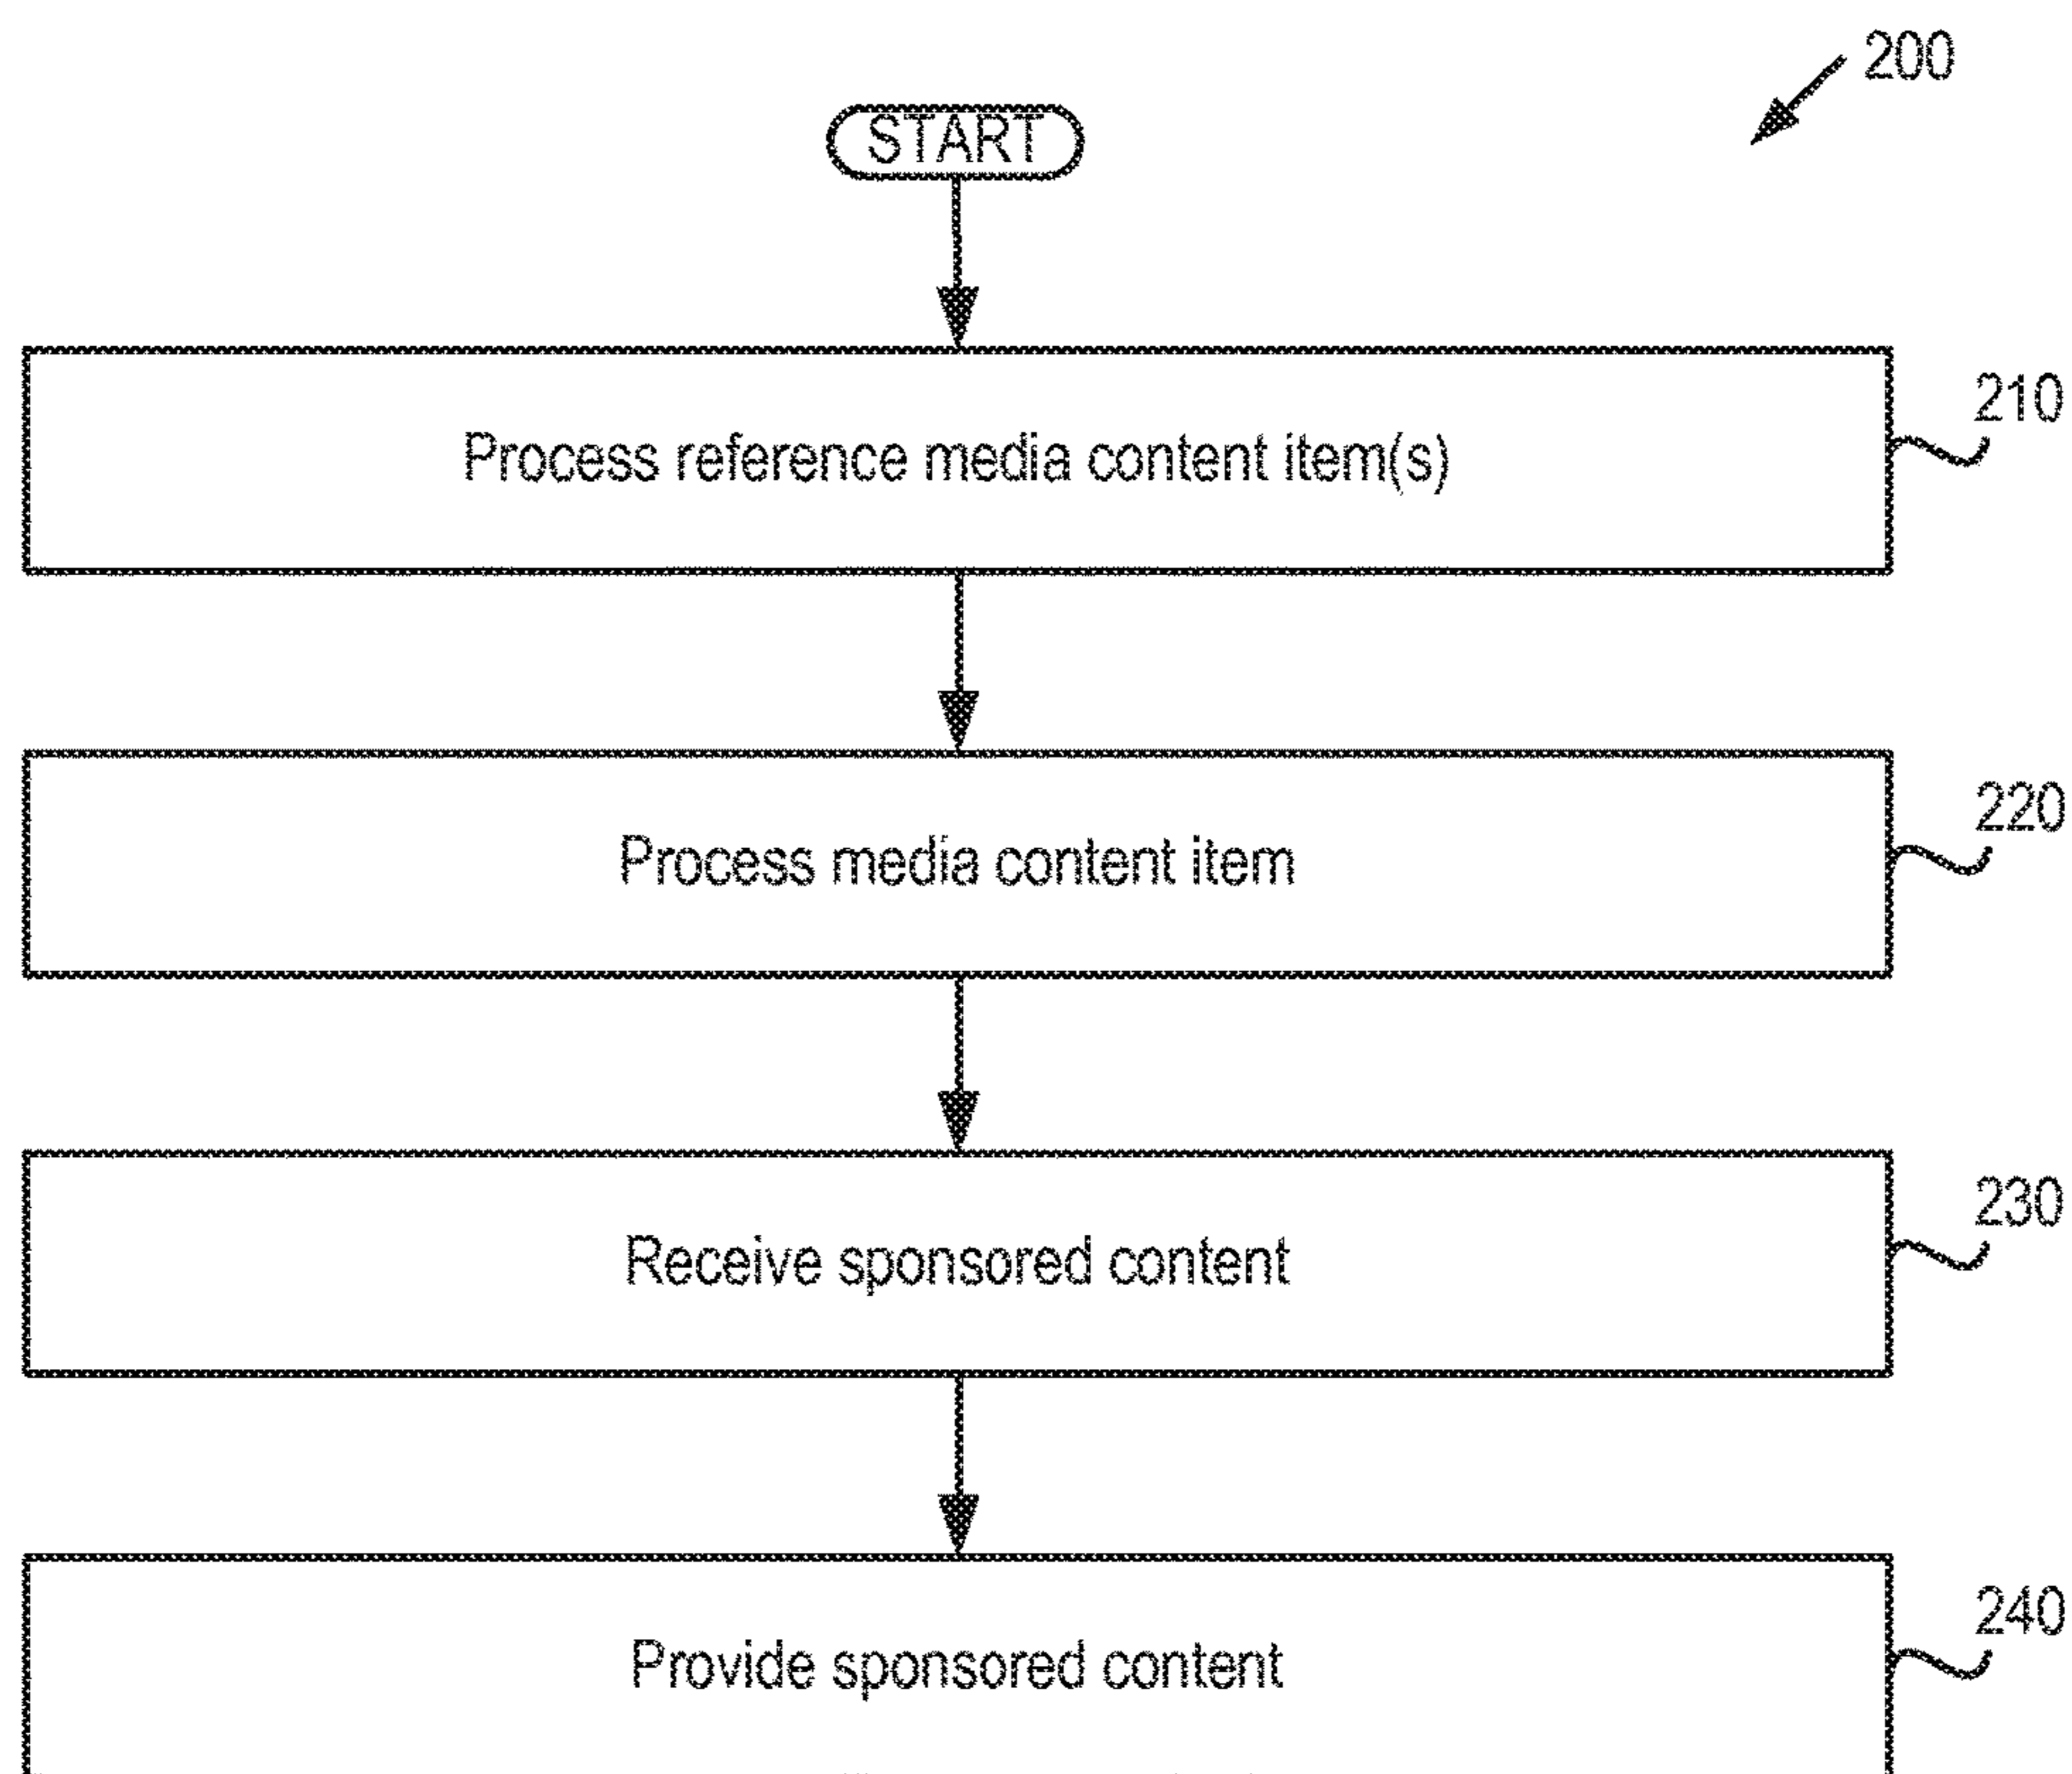 200
START
210
Process reference media content item(s)
220
Process media content item
230
Receive sponsored content
240
Provide sponsored content